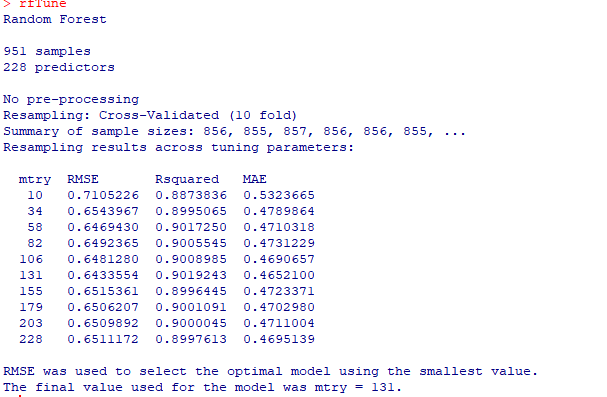 > rfTune
Random Forest
951 samples
228 predictors
No pre-processing
Resampling: Cross-Validated (10 fold)
Summary of sample sizes: 856, 855, 857, 856, 856, 855, ...
Resampling results across tuning parameters:
mtry RMSE Rsquared MAE
10 0.7105226 0.8873836 0.5323665
34 0.6543967 0.8995065 0.4789864
58 0.6469430 0.9017250 0.4710318
82 0.6492365 0.9005545 0.4731229
106 0.6481280 0.9008985 0.4690657
131 0.6433554 0.9019243 0.4652100
155 0.6515361 0.8996445 0.4723371
179 0.6506207 0.9001091 0.4702980
203 0.6509892 0.9000045 0.4711004
228 0.6511172 0.8997613 0.4695139
RMSE was used to select the optimal model using the smallest value.
The final value used for the model was mtry = 131.